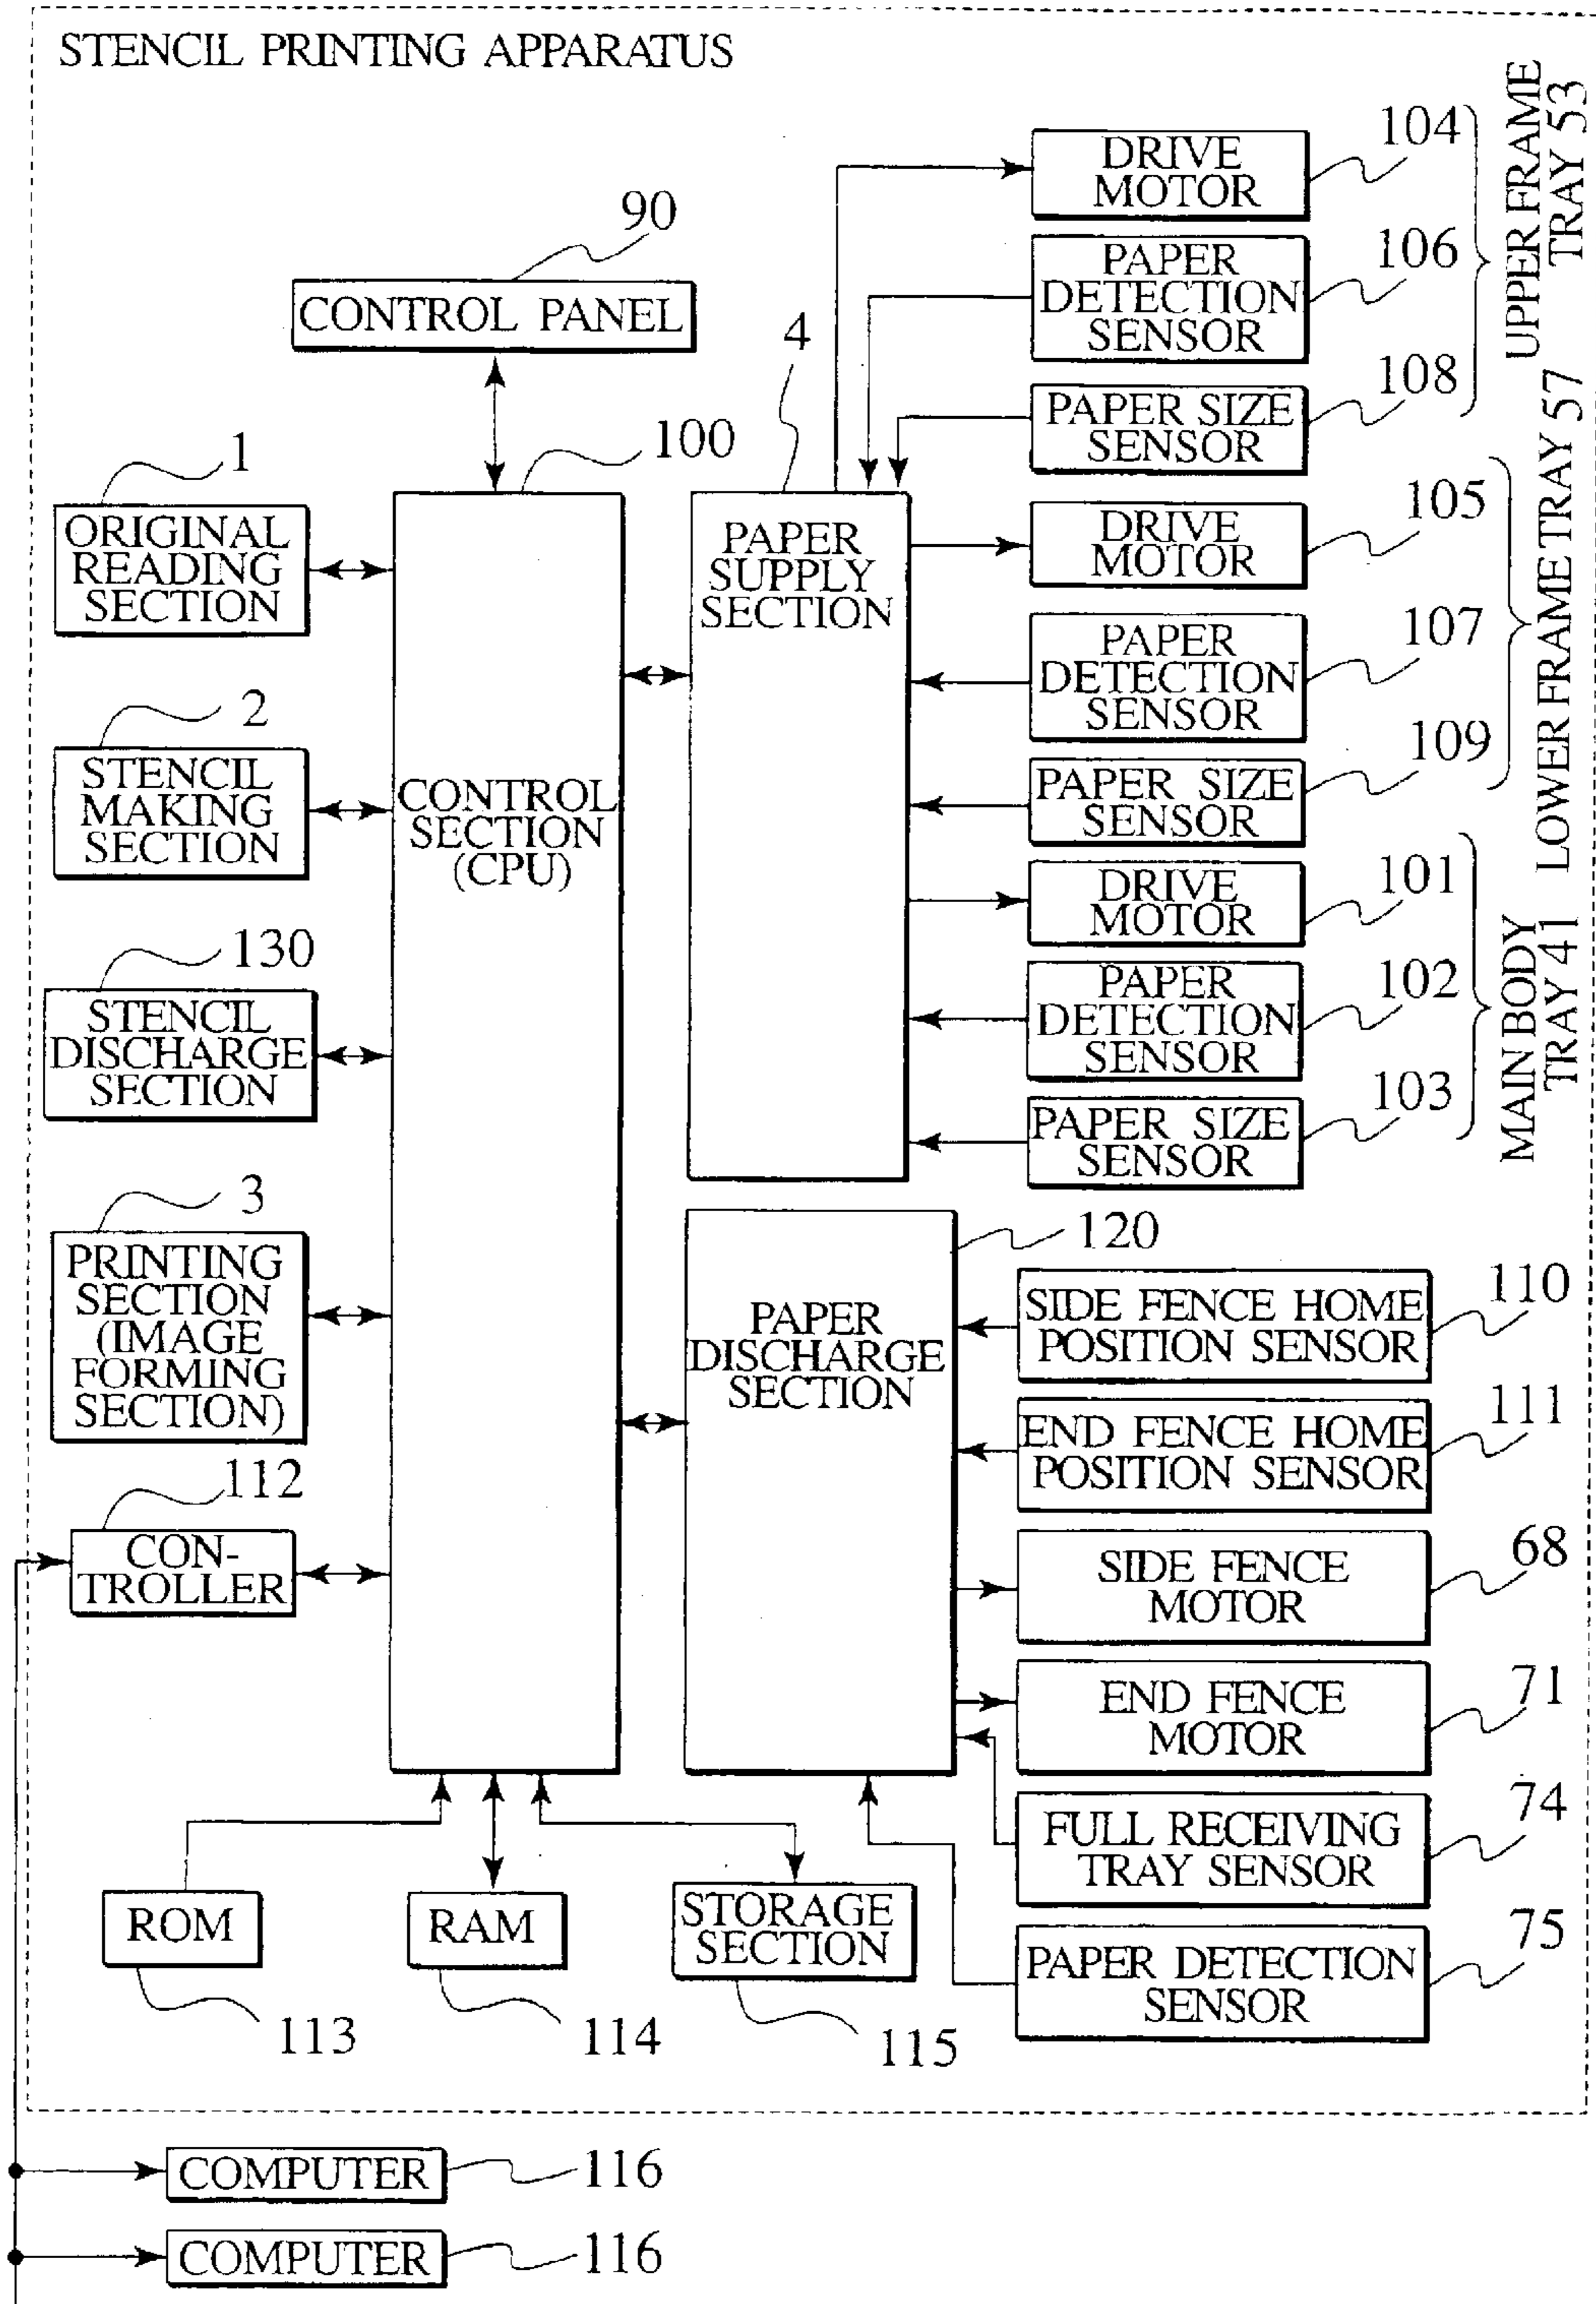 STENCIL PRINTING APPARATUS
90
CONTROL PANEL
1
ORIGINAL
READING
SECTION
2
STENCIL
MAKING
SECTION
130
STENCIL
DISCHARGE
SECTION
3
PRINTING
SECTION
(IMAGE
FORMING
SECTION)
112
CON-
TROLLER
100
CONTROL
SECTION
(CPU)
4
PAPER
SUPPLY
SECTION
DRIVE
MOTOR
104
PAPER
DETECTION
SENSOR
106
PAPER SIZE
SENSOR
108
UPPER FRAME
TRAY 53
DRIVE
MOTOR
105
PAPER
DETECTION
SENSOR
107
PAPER SIZE
SENSOR
109
LOWER FRAME TRAY 57
DRIVE
MOTOR
101
PAPER
DETECTION
SENSOR
102
PAPER SIZE
SENSOR
103
MAIN BODY
TRAY 41
120
PAPER
DISCHARGE
SECTION
SIDE FENCE HOME
POSITION SENSOR
110
END FENCE HOME
POSITION SENSOR
111
SIDE FENCE
MOTOR
68
END FENCE
MOTOR
71
FULL RECEIVING
TRAY SENSOR
74
PAPER DETECTION
SENSOR
75
ROM
113
RAM
114
STORAGE
SECTION
115
COMPUTER
116
COMPUTER
116